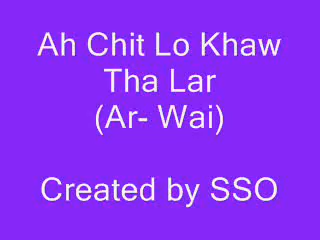 Ah Chit Lo Khaw
Tha Lar
(Ar- Wai)
Created by SSO